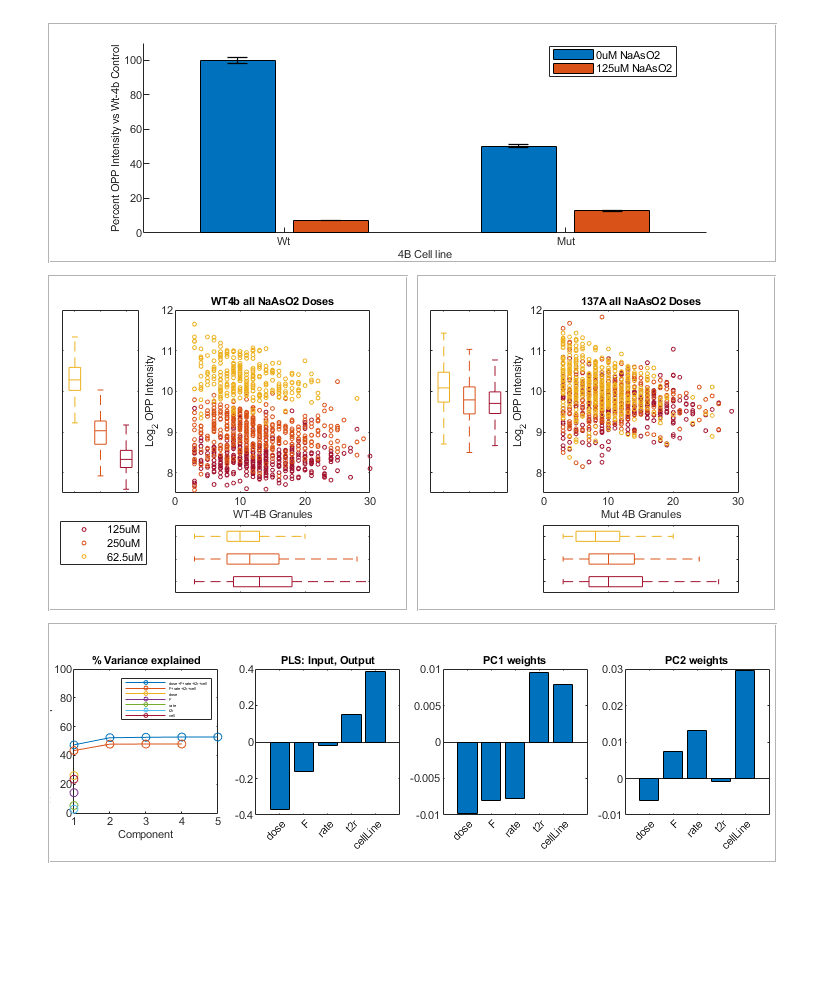 Percent OPP Intensity vs Wt-4b Control
100
80
60
40
20
0
0uM NaAsO2
125uM NaAsO2
Wt
Mut
4B Cell line
WT4b all NaAsO2 Doses
Log2 OPP Intensity
12
11
10
9
8
0
10
20
30
WT-4B Granules
125uM
250uM
62.5uM
137A all NaAsO2 Doses
Log2 OPP Intensity
12
11
10
9
8
0
10
20
30
Mut 4B Granules
% Variance explained
100
80
60
40
20
0
1
2
3
4
5
Component
dose
F
rate
t2r
cell
PLS: Input, Output
0.4
0.2
0
-0.2
-0.4
dose
F
rate
t2r
cellLine
PC1 weights
0.01
0.005
0
-0.005
-0.01
dose
F
rate
t2r
cellLine
PC2 weights
0.03
0.02
0.01
0
-0.01
dose
F
rate
t2r
cellLine